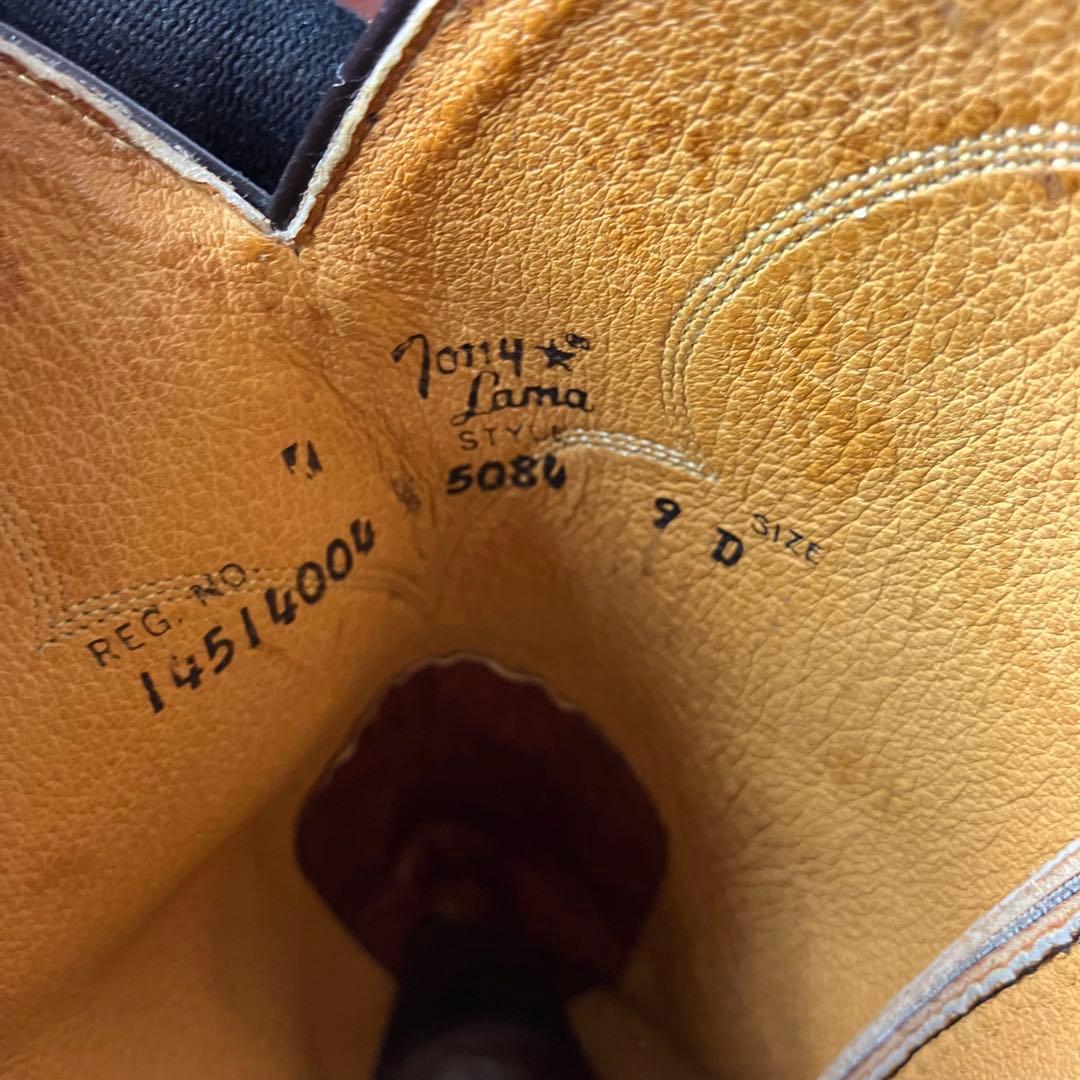 Tony ★®
Lama
STYLE
5084
9 D SIZE
REG. NO.
14514004